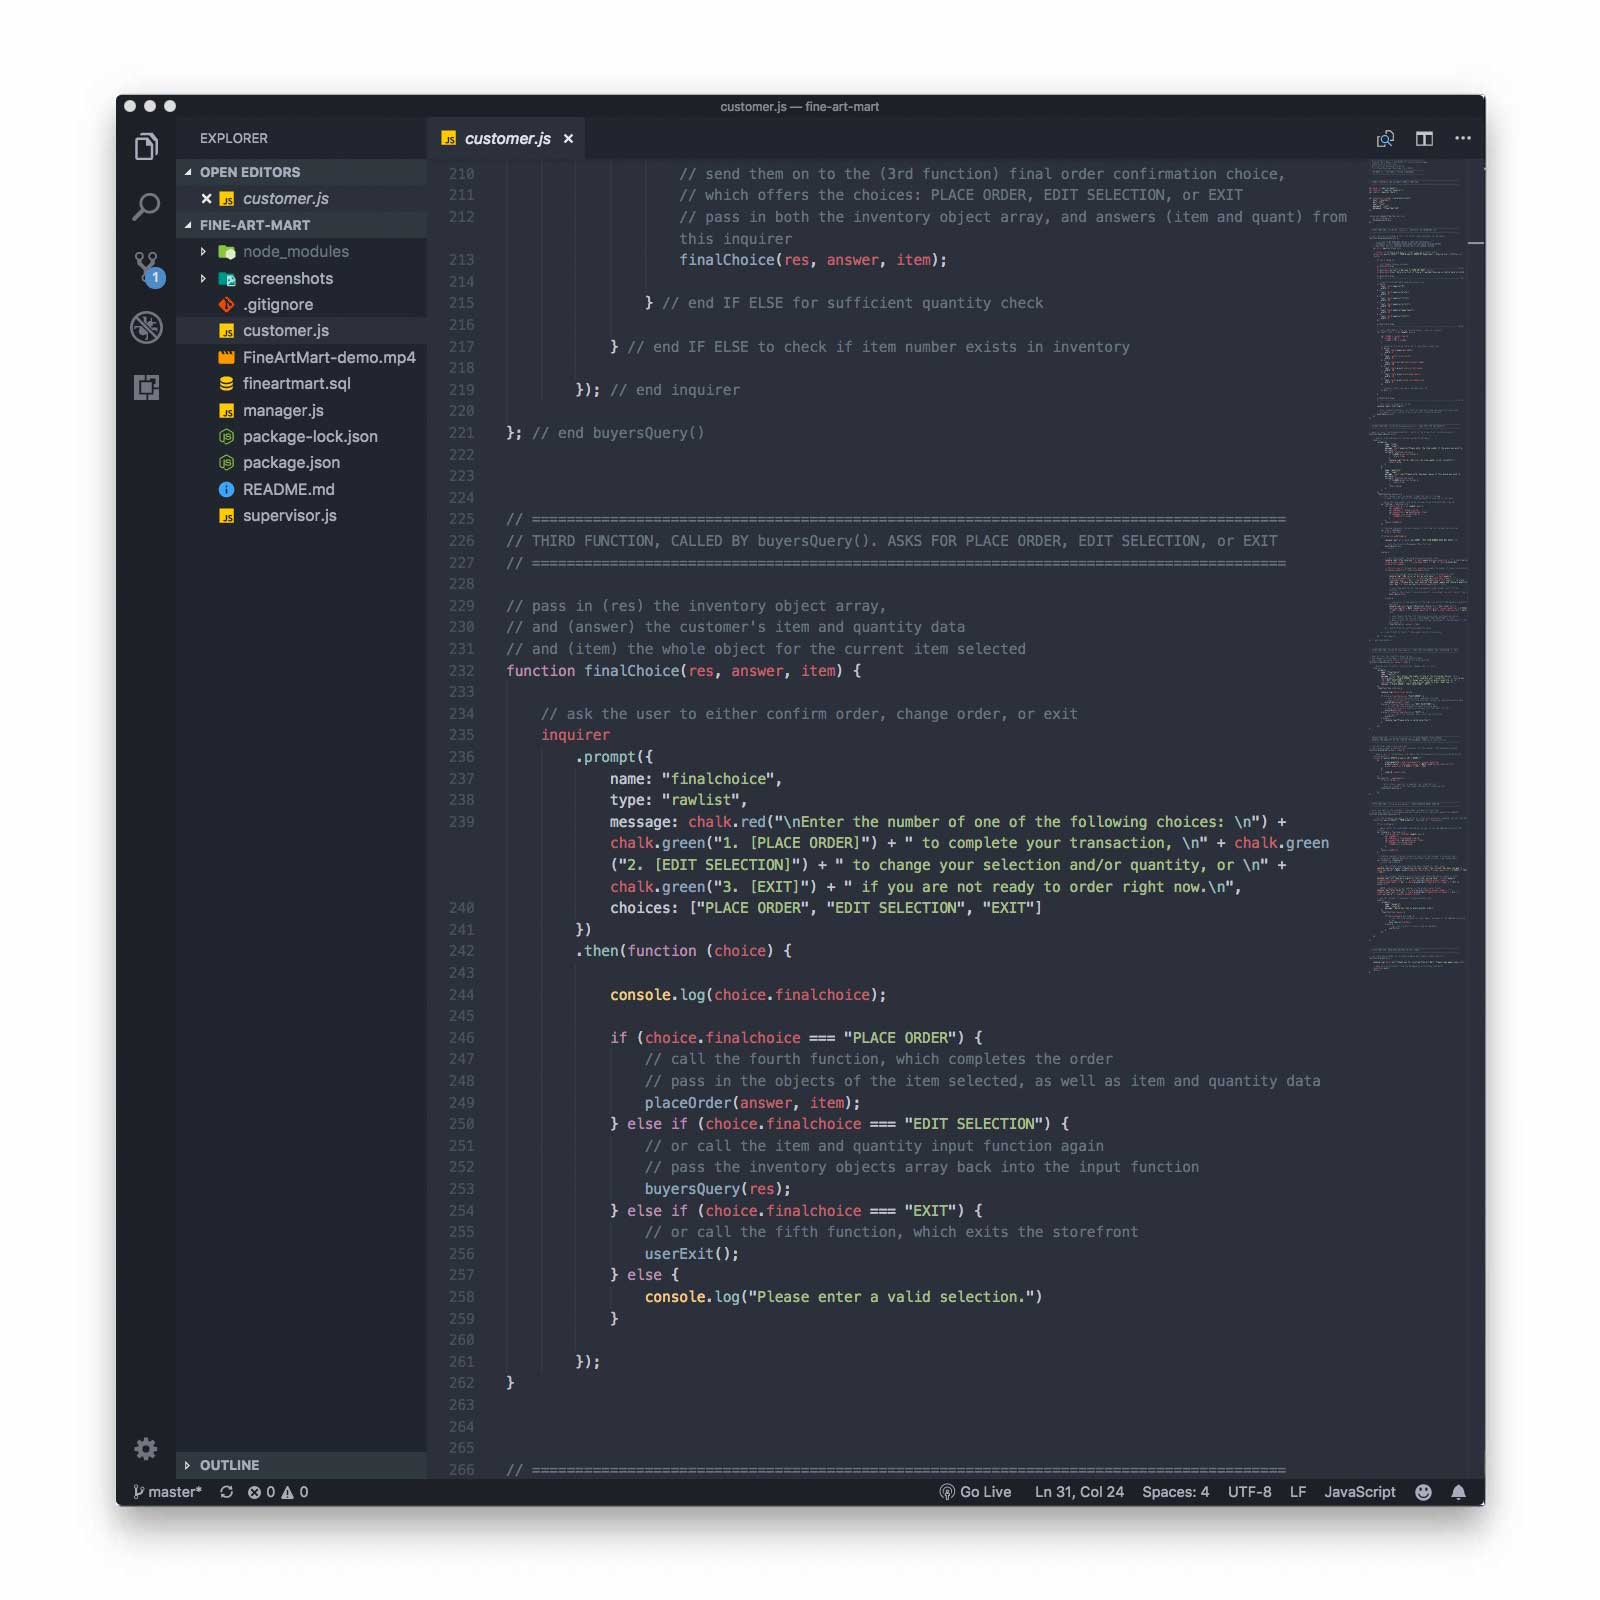 customer.js — fine-art-mart
EXPLORER
OPEN EDITORS
customer.js
FINE-ART-MART
node_modules
screenshots
.gitignore
customer.js
FineArtMart-demo.mp4
fineartmart.sql
manager.js
package-lock.json
package.json
README.md
supervisor.js
OUTLINE
1
customer.js
210 // send them on to the (3rd function) final order confirmation choice,
211 // which offers the choices: PLACE ORDER, EDIT SELECTION, or EXIT
212 // pass in both the inventory object array, and answers (item and quant) from
this inquirer
213 finalChoice(res, answer, item);
214
215 } // end IF ELSE for sufficient quantity check
216
217 } // end IF ELSE to check if item number exists in inventory
218
219 }); // end inquirer
220
221 }; // end buyersQuery()
222
223
224
225 // =======================================================================================
226 // THIRD FUNCTION, CALLED BY buyersQuery(). ASKS FOR PLACE ORDER, EDIT SELECTION, or EXIT
227 // =======================================================================================
228
229 // pass in (res) the inventory object array,
230 // and (answer) the customer's item and quantity data
231 // and (item) the whole object for the current item selected
232 function finalChoice(res, answer, item) {
233
234 // ask the user to either confirm order, change order, or exit
235 inquirer
236 .prompt({
237 name: "finalchoice",
238 type: "rawlist",
239 message: chalk.red("\nEnter the number of one of the following choices: \n") +
chalk.green("1. [PLACE ORDER]") + " to complete your transaction, \n" + chalk.green
("2. [EDIT SELECTION]") + " to change your selection and/or quantity, or \n" +
chalk.green("3. [EXIT]") + " if you are not ready to order right now.\n",
240 choices: ["PLACE ORDER", "EDIT SELECTION", "EXIT"]
241 })
242 .then(function (choice) {
243
244 console.log(choice.finalchoice);
245
246 if (choice.finalchoice === "PLACE ORDER") {
247 // call the fourth function, which completes the order
248 // pass in the objects of the item selected, as well as item and quantity data
249 placeOrder(answer, item);
250 } else if (choice.finalchoice === "EDIT SELECTION") {
251 // or call the item and quantity input function again
252 // pass the inventory objects array back into the input function
253 buyersQuery(res);
254 } else if (choice.finalchoice === "EXIT") {
255 // or call the fifth function, which exits the storefront
256 userExit();
257 } else {
258 console.log("Please enter a valid selection.")
259 }
260
261 });
262 }
263
264
265
266 // =======================================================================================
master* 0 0 Go Live Ln 31, Col 24 Spaces: 4 UTF-8 LF JavaScript